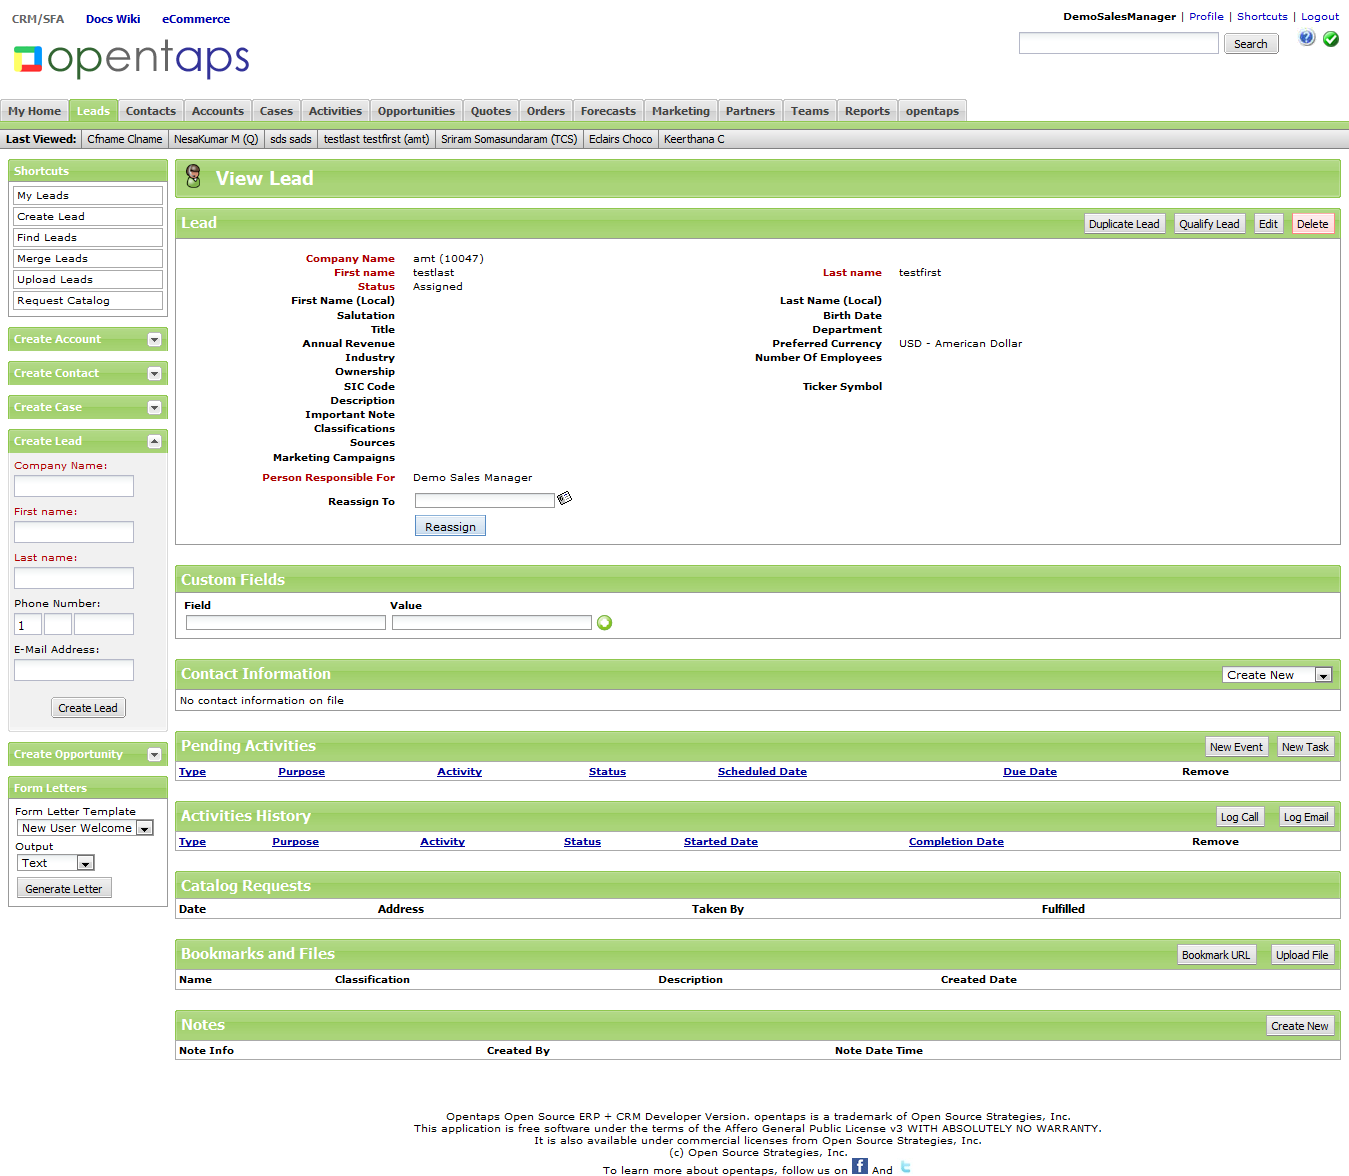 CRM/SFA Docs Wiki eCommerce
DemoSalesManager | Profile | Shortcuts | Logout
opentaps
Search
My Home Leads Contacts Accounts Cases Activities Opportunities Quotes Orders Forecasts Marketing Partners Teams Reports opentaps
Last Viewed: Cfname Clname NesaKumar M (Q) sds sads testlast testfirst (amt) Sriram Somasundaram (TCS) Eclairs Choco Keerthana C
Shortcuts
My Leads
Create Lead
Find Leads
Merge Leads
Upload Leads
Request Catalog
Create Account
Create Contact
Create Case
Create Lead
Company Name:
First name:
Last name:
Phone Number:
1
E-Mail Address:
Create Lead
Create Opportunity
Form Letters
Form Letter Template
New User Welcome
Output
Text
Generate Letter
View Lead
Lead Duplicate Lead Qualify Lead Edit Delete
Company Name amt (10047)
First name testlast Last name testfirst
Status Assigned
First Name (Local) Last Name (Local)
Salutation Birth Date
Title Department
Annual Revenue Preferred Currency USD - American Dollar
Industry Number Of Employees
Ownership
SIC Code Ticker Symbol
Description
Important Note
Classifications
Sources
Marketing Campaigns
Person Responsible For Demo Sales Manager
Reassign To
Reassign
Custom Fields
Field Value
Contact Information Create New
No contact information on file
Pending Activities New Event New Task
Type Purpose Activity Status Scheduled Date Due Date Remove
Activities History Log Call Log Email
Type Purpose Activity Status Started Date Completion Date Remove
Catalog Requests
Date Address Taken By Fulfilled
Bookmarks and Files Bookmark URL Upload File
Name Classification Description Created Date
Notes Create New
Note Info Created By Note Date Time
Opentaps Open Source ERP + CRM Developer Version. opentaps is a trademark of Open Source Strategies, Inc.
This application is free software under the terms of the Affero General Public License v3 WITH ABSOLUTELY NO WARRANTY.
It is also available under commercial licenses from Open Source Strategies, Inc.
(c) Open Source Strategies, Inc.
To learn more about opentaps, follow us on f And t